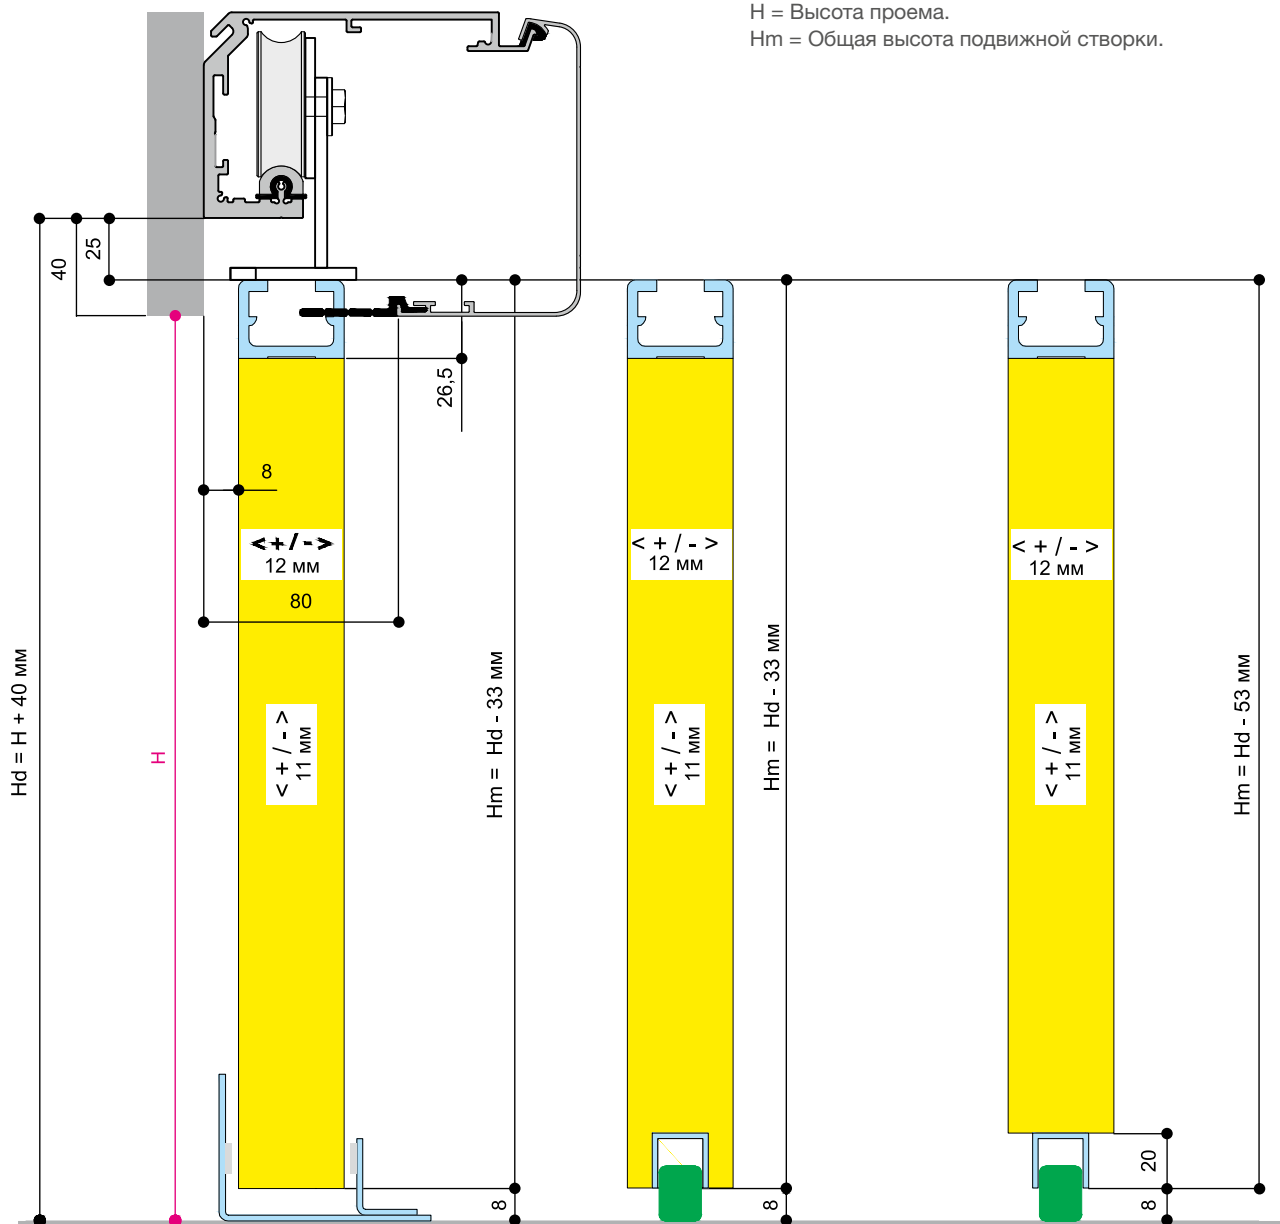 H = Высота проема.
Hm = Общая высота подвижной створки.
40
25
26,5
8
< + / - >
12 мм
80
< + / - >
11 мм
Hd = H + 40 мм
H
Hm = Hd - 33 мм
8
< + / - >
12 мм
< + / - >
11 мм
Hm = Hd - 33 мм
8
< + / - >
12 мм
< + / - >
11 мм
Hm = Hd - 53 мм
20
8